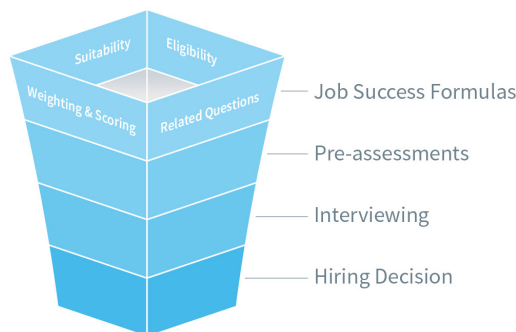 Suitability
Eligibility
Weighting & Scoring
Related Questions
Job Success Formulas
Pre-assessments
Interviewing
Hiring Decision